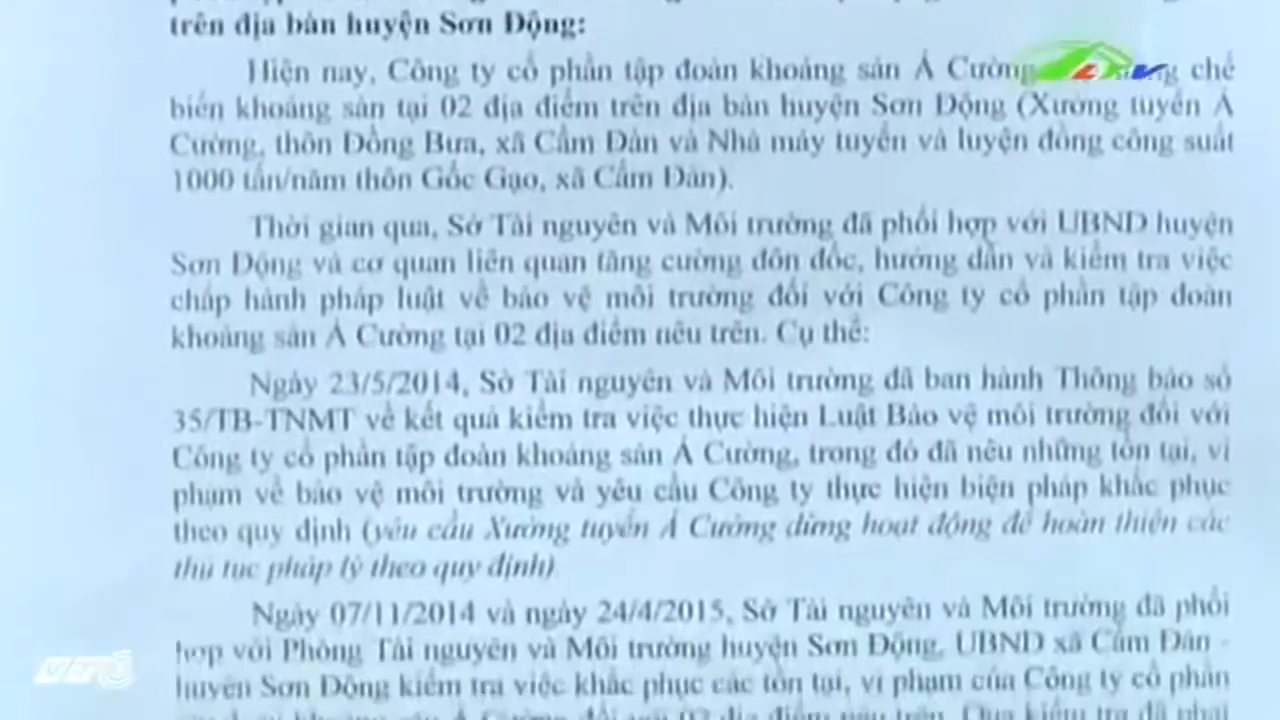 trên địa bàn huyện Sơn Động:
Hiện nay, Công ty cổ phần tập đoàn khoáng sản Á Cường chế
biến khoáng sản tại 02 địa điểm trên địa bàn huyện Sơn Động (Xưởng tuyển Á
Cường, thôn Đồng Bưa, xã Cẩm Đàn và Nhà máy tuyển và luyện đồng công suất
1000 tấn/năm thôn Gốc Gạo, xã Cẩm Đàn).
Thời gian qua, Sở Tài nguyên và Môi trường đã phối hợp với UBND huyện
Sơn Động và cơ quan liên quan tăng cường đôn đốc, hướng dẫn và kiểm tra việc
chấp hành pháp luật về bảo vệ môi trường đối với Công ty cổ phần tập đoàn
khoáng sản Á Cường tại 02 địa điểm nêu trên. Cụ thể:
Ngày 23/5/2014, Sở Tài nguyên và Môi trường đã ban hành Thông báo số
35/TB-TNMT về kết quả kiểm tra việc thực hiện Luật Bảo vệ môi trường đối với
Công ty cổ phần tập đoàn khoáng sản Á Cường, trong đó đã nêu những tồn tại, vi
phạm về bảo vệ môi trường và yêu cầu Công ty thực hiện biện pháp khắc phục
theo quy định (yêu cầu Xưởng tuyển Á Cường dừng hoạt động để hoàn thiện các
thủ tục pháp lý theo quy định)
Ngày 07/11/2014 và ngày 24/4/2015, Sở Tài nguyên và Môi trường đã phối
hợp với Phòng Tài nguyên và Môi trường huyện Sơn Động, UBND xã Cẩm Đàn -
huyện Sơn Động kiểm tra việc khắc phục các tồn tại, vi phạm của Công ty cổ phần
VTC